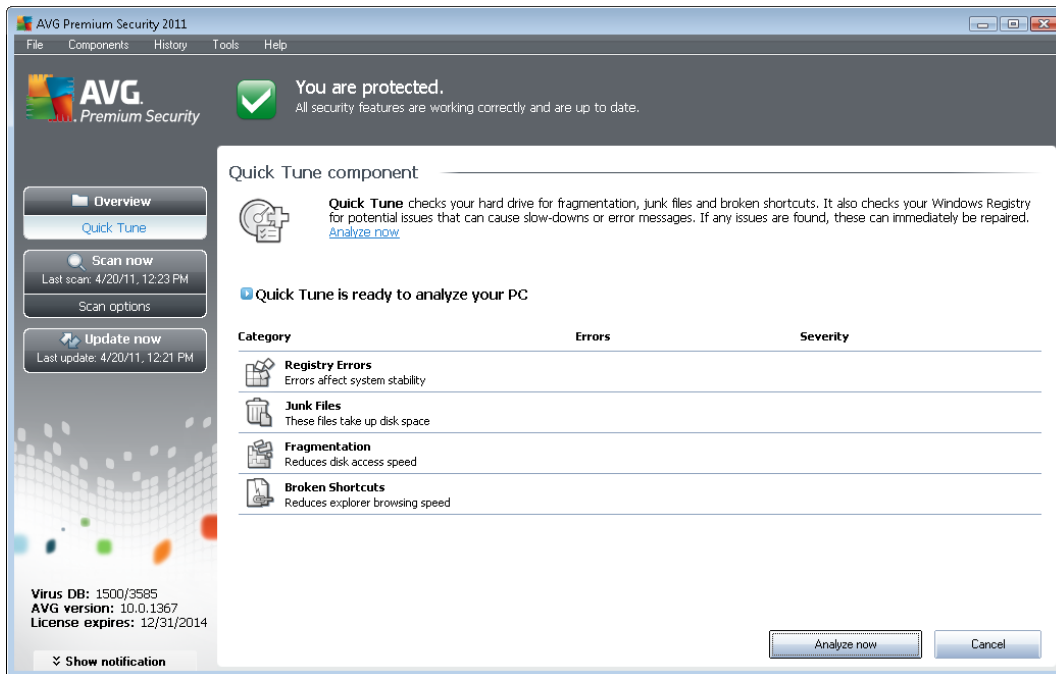 AVG Premium Security 2011
File Components History Tools Help
AVG.
Premium Security
You are protected.
All security features are working correctly and are up to date.
Overview
Quick Tune
Scan now
Last scan: 4/20/11, 12:23 PM
Scan options
Update now
Last update: 4/20/11, 12:21 PM
Virus DB: 1500/3585
AVG version: 10.0.1367
License expires: 12/31/2014
Show notification
Quick Tune component
Quick Tune checks your hard drive for fragmentation, junk files and broken shortcuts. It also checks your Windows Registry
for potential issues that can cause slow-downs or error messages. If any issues are found, these can immediately be repaired.
Analyze now
Quick Tune is ready to analyze your PC
Category Errors Severity
Registry Errors
Errors affect system stability
Junk Files
These files take up disk space
Fragmentation
Reduces disk access speed
Broken Shortcuts
Reduces explorer browsing speed
Analyze now Cancel